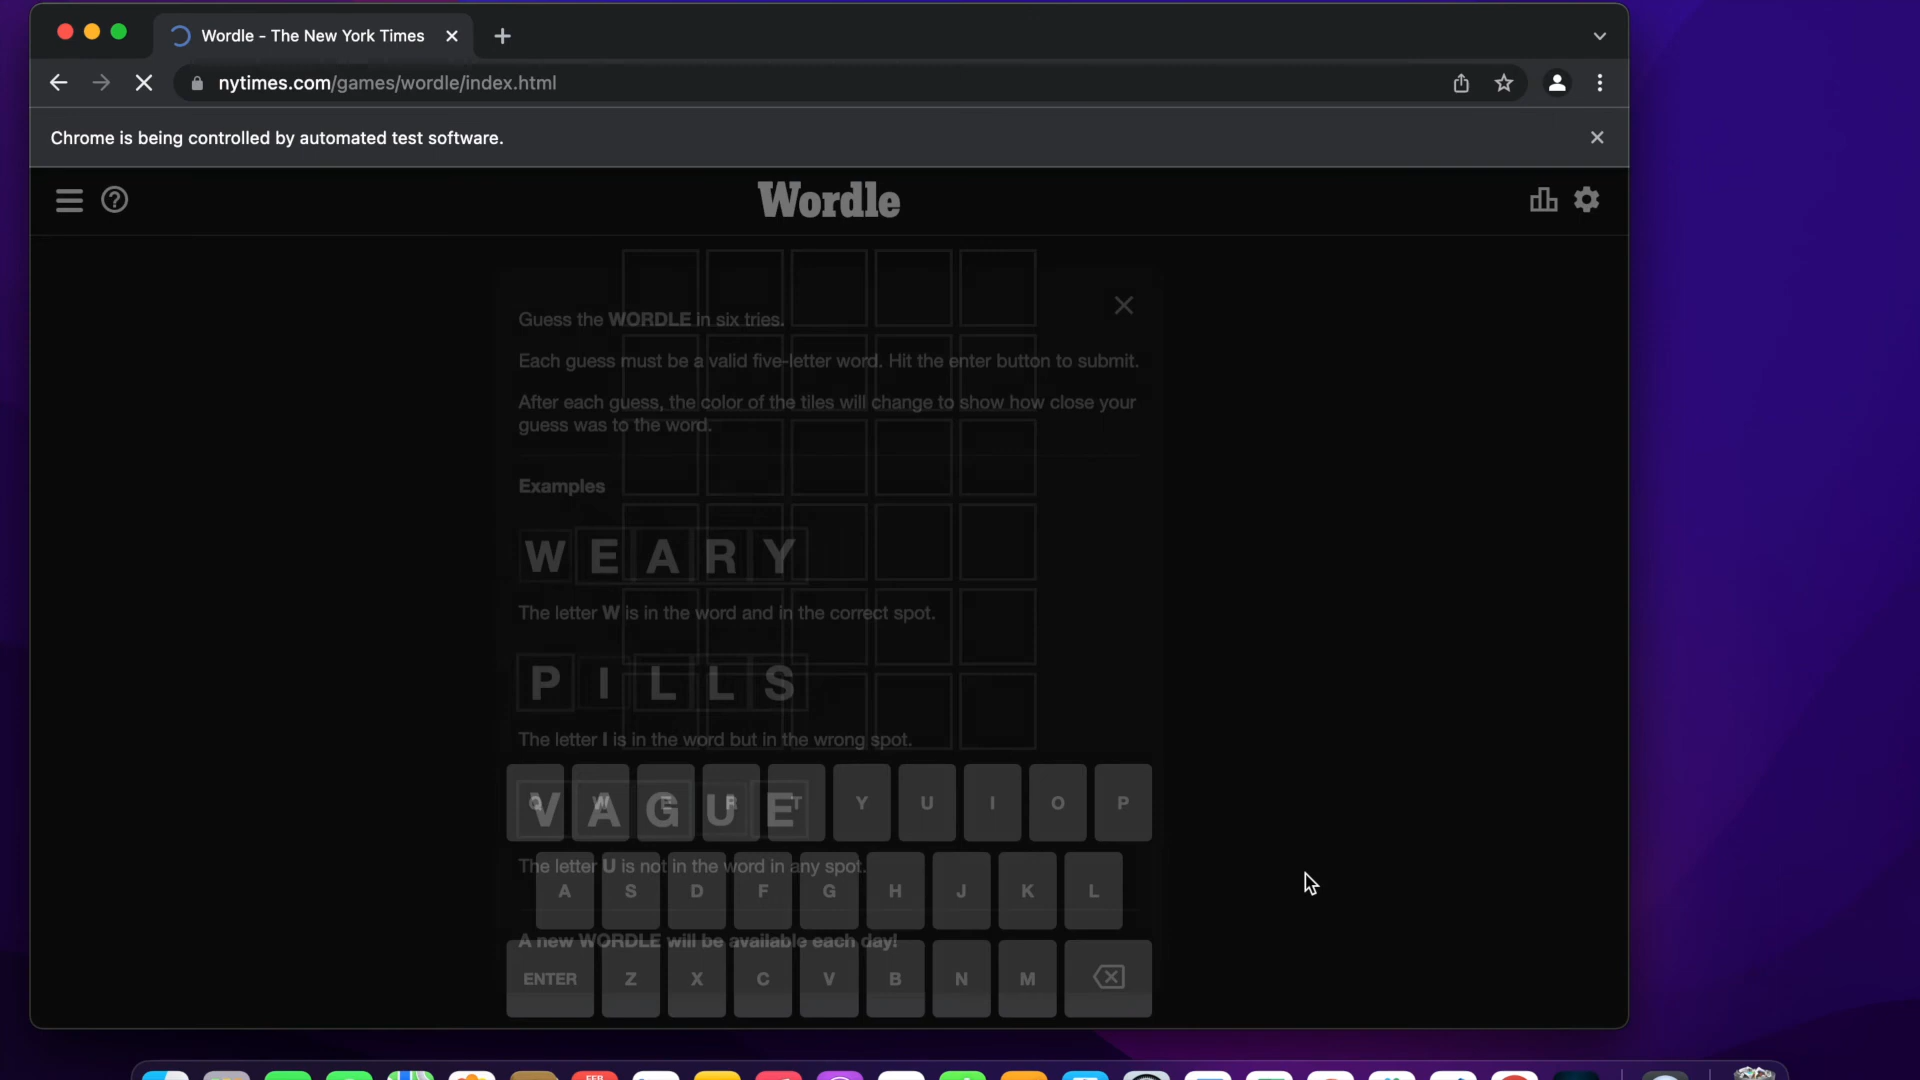 Wordle - The New York Times
nytimes.com/games/wordle/index.html
Chrome is being controlled by automated test software.
Wordle
Guess the WORDLE in six tries.
Each guess must be a valid five-letter word. Hit the enter button to submit.
After each guess, the color of the tiles will change to show how close your
guess was to the word.
Examples
WEARY
The letter W is in the word and in the correct spot.
PILLS
The letter I is in the word but in the wrong spot.
VAGUE
Q W E R T Y U I O P
The letter U is not in the word in any spot.
A S D F G H J K L
A new WORDLE will be available each day!
ENTER Z X C V B N M
FEB